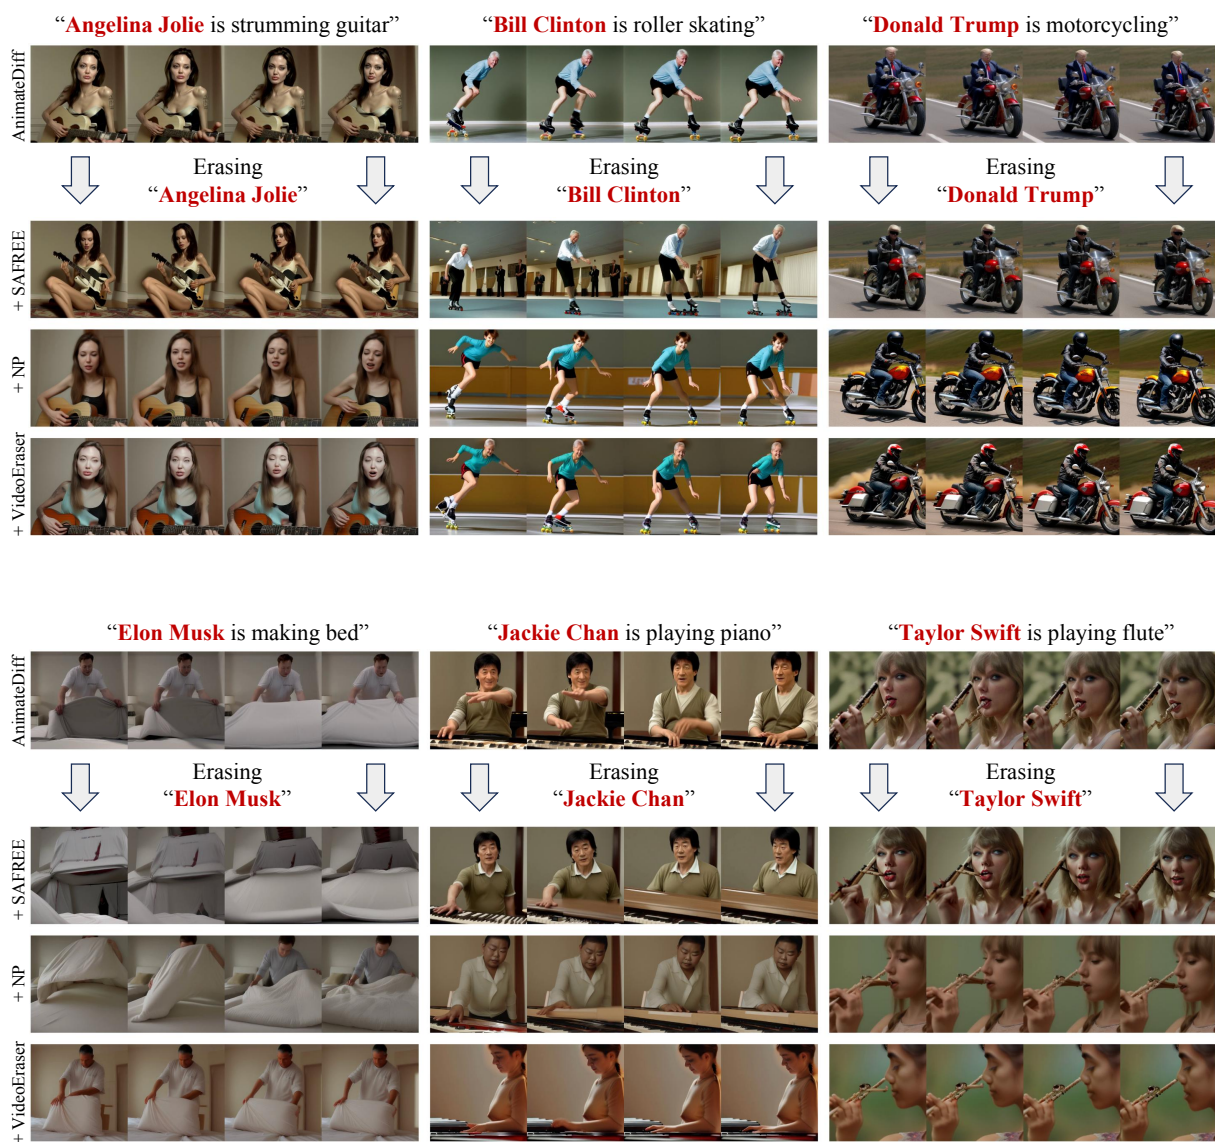 “Angelina Jolie is strumming guitar”
“Bill Clinton is roller skating”
“Donald Trump is motorcycling”
AnimateDiff
Erasing
“Angelina Jolie”
Erasing
“Bill Clinton”
Erasing
“Donald Trump”
+ SAFREE
+ NP
+ VideoEraser
“Elon Musk is making bed”
“Jackie Chan is playing piano”
“Taylor Swift is playing flute”
AnimateDiff
Erasing
“Elon Musk”
Erasing
“Jackie Chan”
Erasing
“Taylor Swift”
+ SAFREE
+ NP
+ VideoEraser